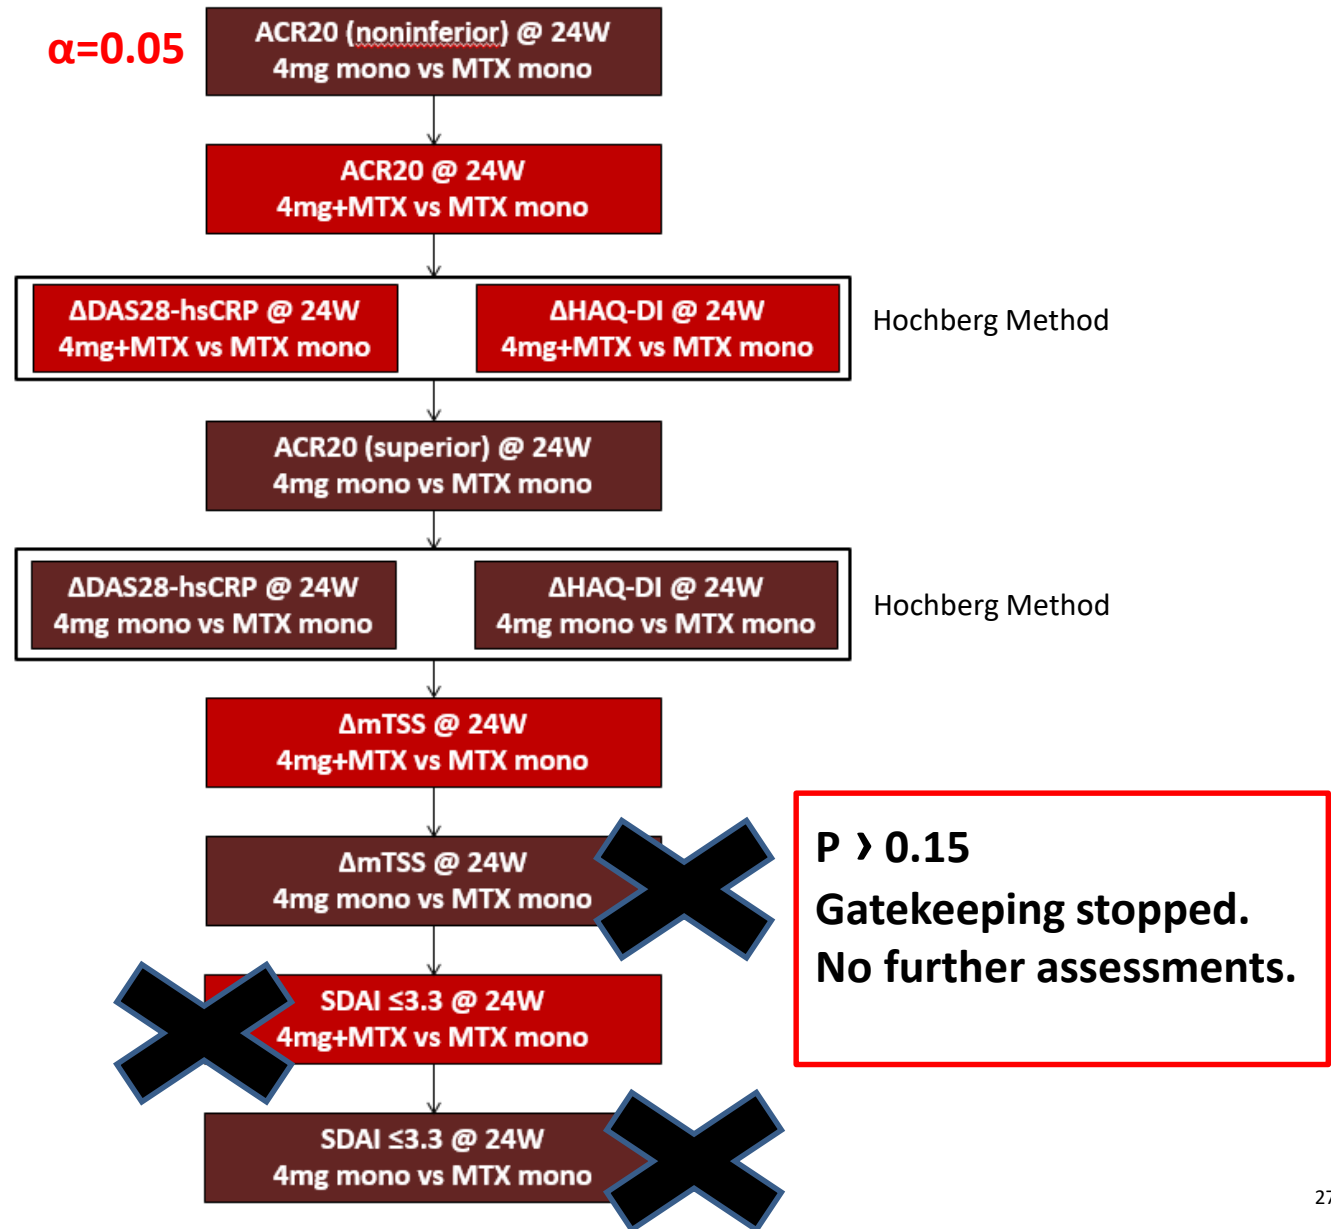 α=0.05
ACR20 (noninferior) @ 24W
4mg mono vs MTX mono
ACR20 @ 24W
4mg+MTX vs MTX mono
ΔDAS28-hsCRP @ 24W
4mg+MTX vs MTX mono
ΔHAQ-DI @ 24W
4mg+MTX vs MTX mono
Hochberg Method
ACR20 (superior) @ 24W
4mg mono vs MTX mono
ΔDAS28-hsCRP @ 24W
4mg mono vs MTX mono
ΔHAQ-DI @ 24W
4mg mono vs MTX mono
Hochberg Method
ΔmTSS @ 24W
4mg+MTX vs MTX mono
ΔmTSS @ 24W
4mg mono vs MTX mono
P › 0.15
Gatekeeping stopped.
No further assessments.
SDAI ≤3.3 @ 24W
4mg+MTX vs MTX mono
SDAI ≤3.3 @ 24W
4mg mono vs MTX mono
27